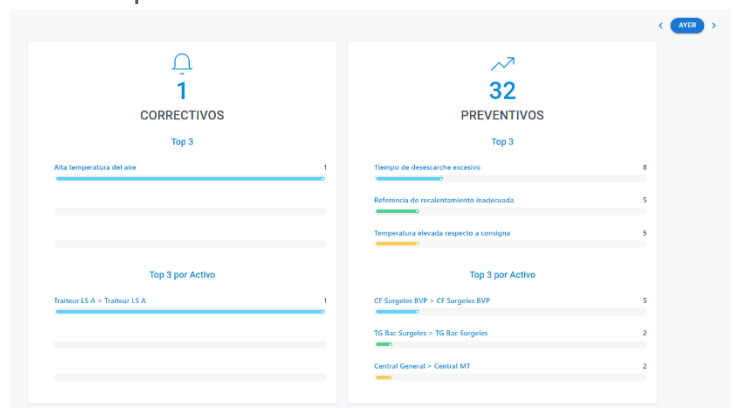 AYER
1
CORRECTIVOS
Top 3
Alta temperatura del aire 1
Top 3 por Activo
Traiteur LS A > Traiteur LS A 1
32
PREVENTIVOS
Top 3
Tiempo de desescarche excesivo 8
Referencia de recalentamiento inadecuada 5
Temperatura elevada respecto a consigna 5
Top 3 por Activo
CF Surgeles BVP > CF Surgeles BVP 5
TG Bac Surgeles > TG Bac Surgeles 2
Central General > Central MT 2